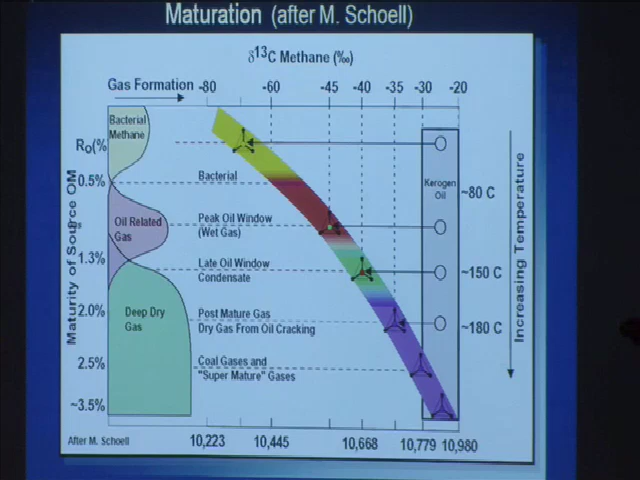 Maturation (after M. Schoell)
δ13C Methane (‰)
Gas Formation
-80 -60 -45 -40 -35 -30 -20
Bacterial
Methane
RO(%
0.5%
Bacterial
Kerogen
Oil
~80 C
Oil Related
Gas
Peak Oil Window
(Wet Gas)
1.3%
Late Oil Window
Condensate
~150 C
2.0%
Deep Dry
Gas
Post Mature Gas
Dry Gas From Oil Cracking
~180 C
2.5%
Coal Gases and
"Super Mature" Gases
~3.5%
Maturity of Source OM
Increasing Temperature
After M. Schoell
10,223 10,445 10,668 10,779 10,980